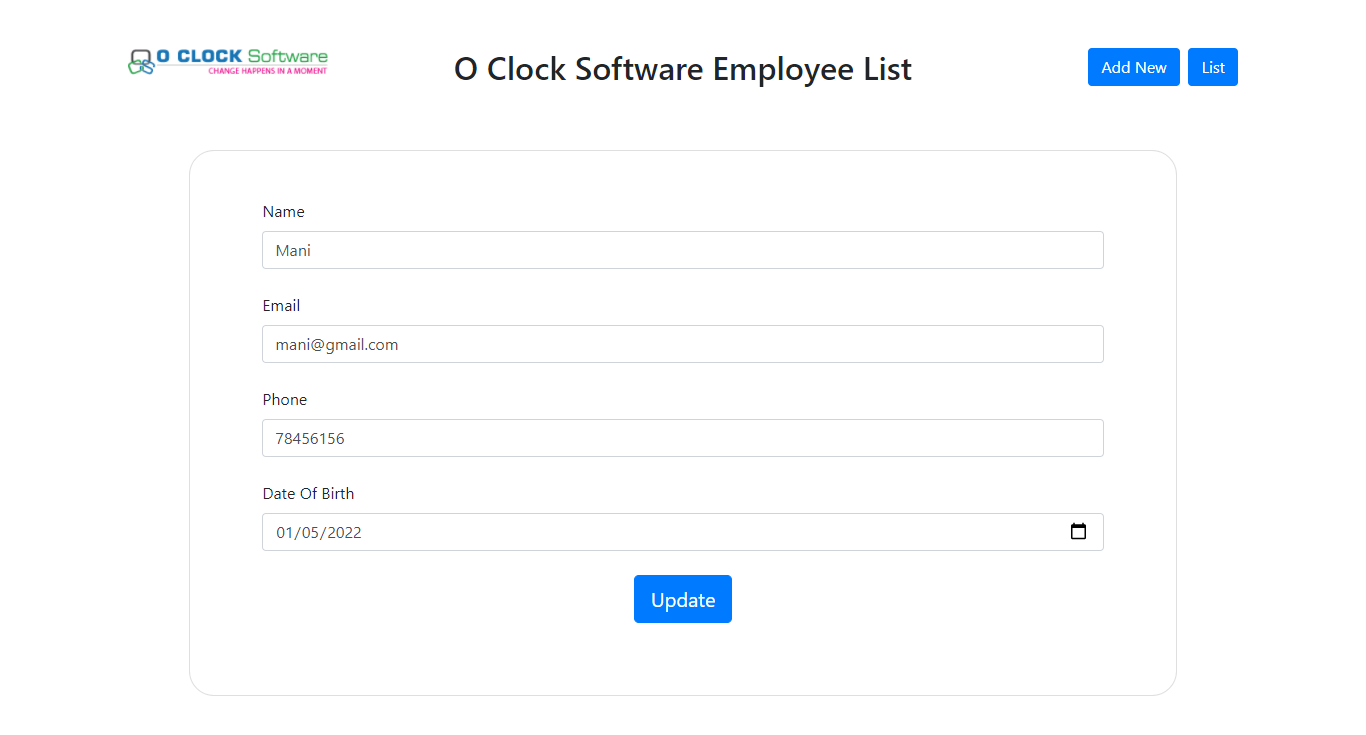 O CLOCK Software
CHANGE HAPPENS IN A MOMENT
O Clock Software Employee List
Add New
List
Name
Mani
Email
mani@gmail.com
Phone
78456156
Date Of Birth
01/05/2022
Update